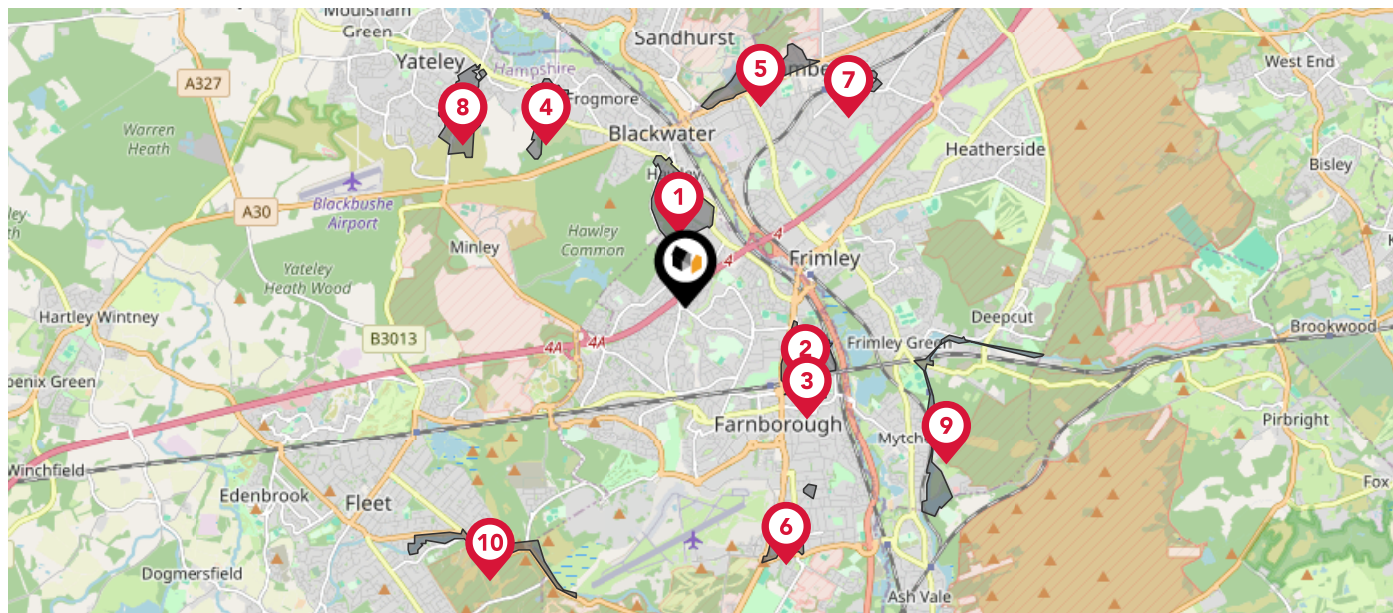 Moulsham
Green
Sandhurst
Yateley
Hampshire
5
West End
A327
7
8
4
Frogmore
Warren
Heath
Blackwater
Heatherside
Bisley
1
Blackbushe
Airport
A30
Hawley
Common
Minley
4
4
Frimley
Yateley
Heath Wood
Hartley Wintney
Deepcut
Brookwood
B3013
4A
4A
2
Frimley Green
3
Farnborough
9
Pirbright
Winchfield
Edenbrook
Fleet
Fox
6
10
Dogmersfield
Ash Vale